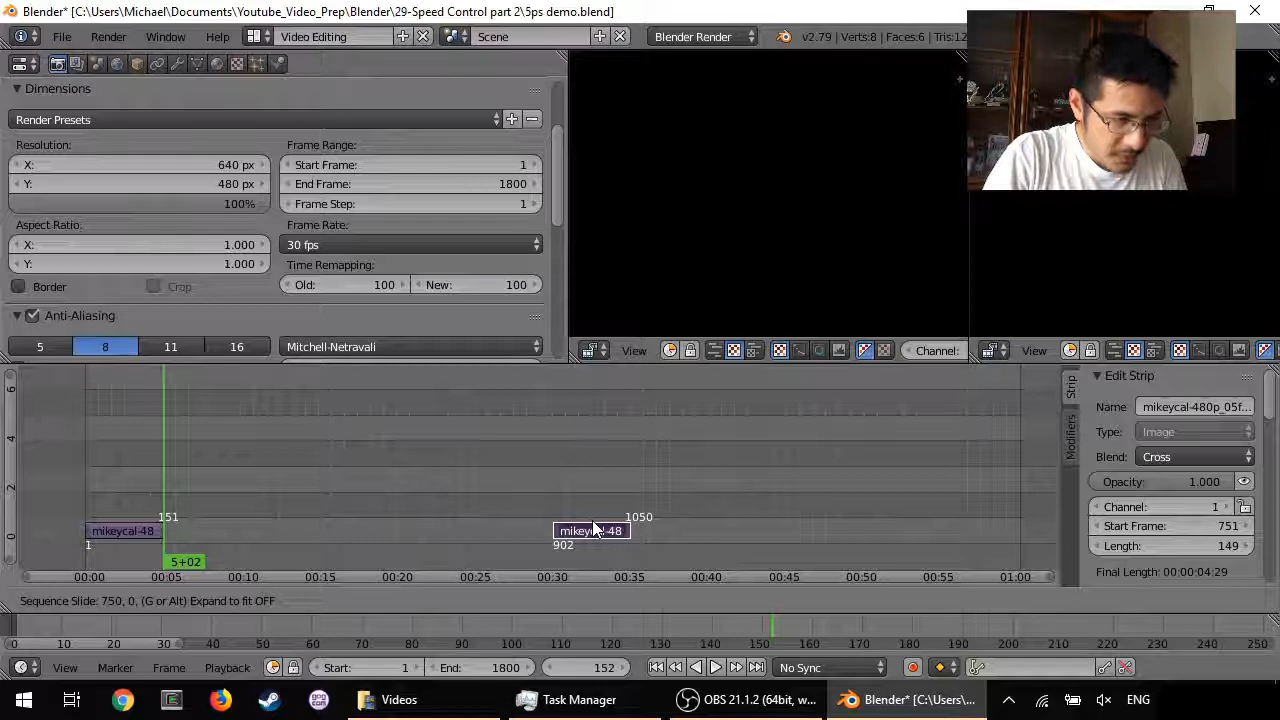 Blender* [C:\Users\Michael\Documents\Youtube_Video_Prep\Blender\29-Speed Control part 2\5ps demo.blend]
File Render Window Help Video Editing Scene Blender Render v2.79 | Verts:8 | Faces:6 | Tris:12
Dimensions
Render Presets
Resolution: Frame Range:
X: 640 px Start Frame: 1
Y: 480 px End Frame: 1800
100% Frame Step: 1
Aspect Ratio: Frame Rate:
X: 1.000 30 fps
Y: 1.000 Time Remapping:
Border Crop Old: 100 New: 100
Anti-Aliasing
5 8 11 16 Mitchell-Netravali
View Channel: View
6
4
2
0
151 1050
mikeycal-48 mikeycal-48
1 902
5+02
00:00 00:05 00:10 00:15 00:20 00:25 00:30 00:35 00:40 00:45 00:50 00:55 01:00
Strip
Modifiers
Edit Strip
Name mikeycal-480p_05f...
Type: Image
Blend: Cross
Opacity: 1.000
Channel: 1
Start Frame: 751
Length: 149
Final Length: 00:00:04:29
Sequence Slide: 750, 0, (G or Alt) Expand to fit OFF
0 10 20 30 40 50 60 70 80 90 100 110 120 130 140 150 160 170 180 190 200 210 220 230 240 250
View Marker Frame Playback Start: 1 End: 1800 152 No Sync
Videos Task Manager OBS 21.1.2 (64bit, w... Blender* [C:\Users\... ENG